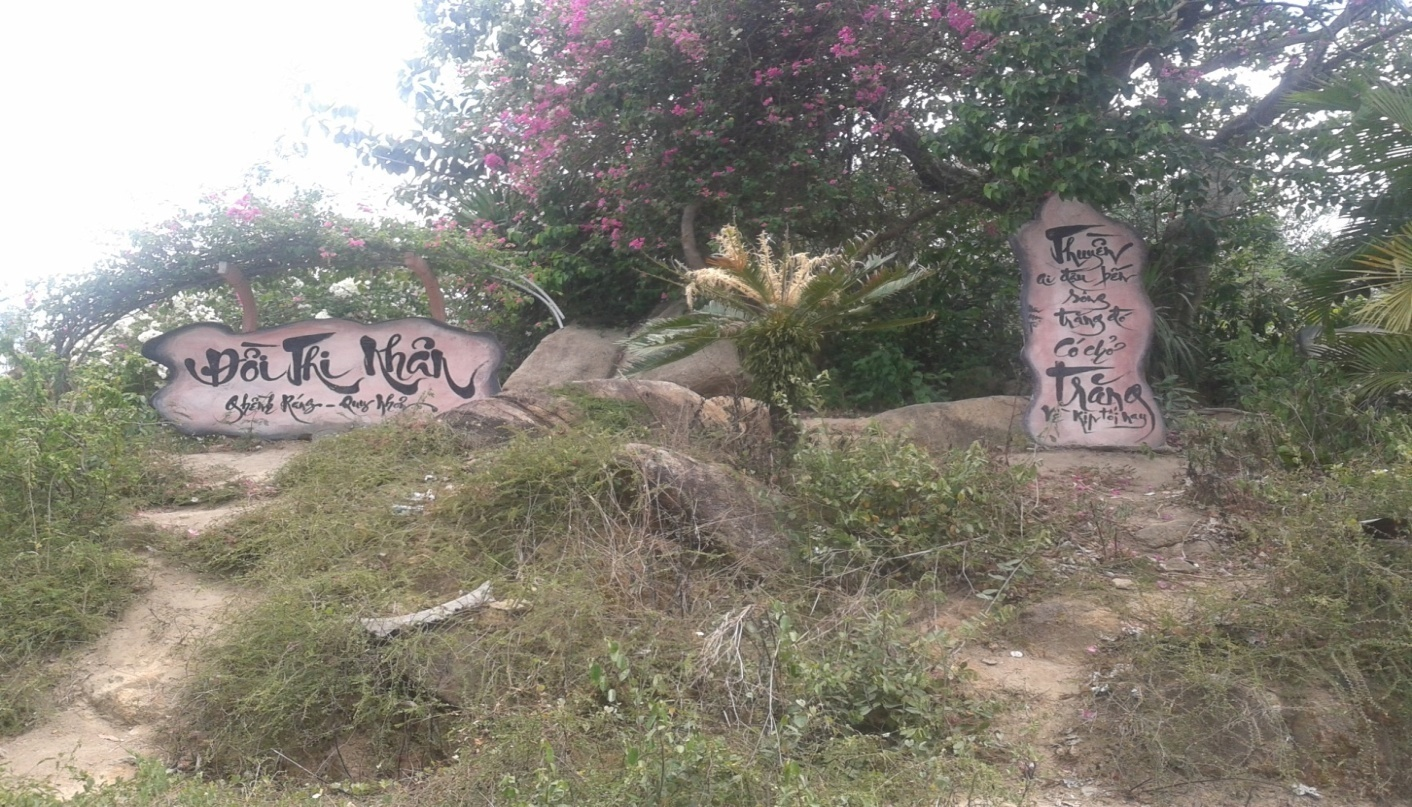 Đồi Thi Nhân
Ghềnh Ráng -- Quy Nhơn
Thuyền
ai đậu bến
sông
trăng đó
Có chở
Trăng
về kịp tối nay